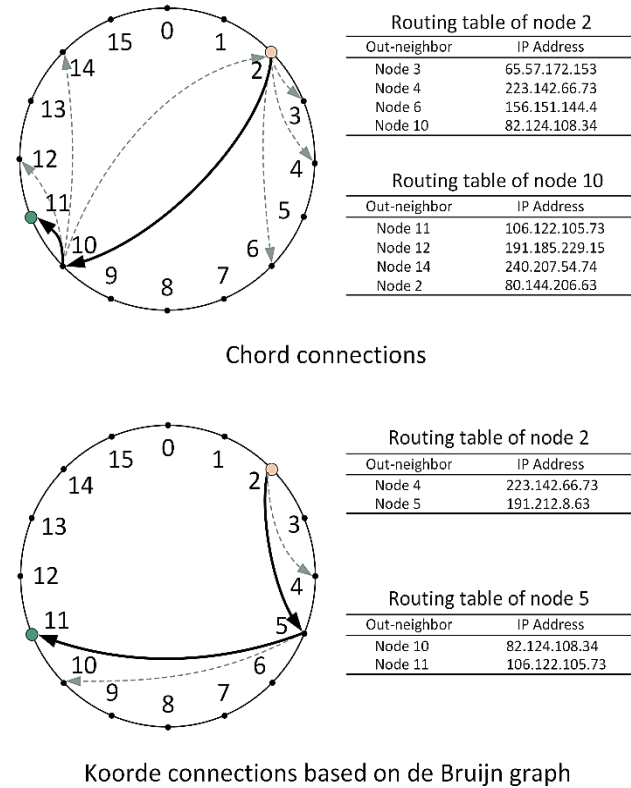 0
15
1
14
2
13
3
12
4
11
5
10
6
9
7
8
Routing table of node 2
Out-neighbor IP Address
Node 3 65.57.172.153
Node 4 223.142.66.73
Node 6 156.151.144.4
Node 10 82.124.108.34
Routing table of node 10
Out-neighbor IP Address
Node 11 106.122.105.73
Node 12 191.185.229.15
Node 14 240.207.54.74
Node 2 80.144.206.63
Chord connections
0
15
1
14
2
13
3
12
4
11
5
10
6
9
7
8
Routing table of node 2
Out-neighbor IP Address
Node 4 223.142.66.73
Node 5 191.212.8.63
Routing table of node 5
Out-neighbor IP Address
Node 10 82.124.108.34
Node 11 106.122.105.73
Koorde connections based on de Bruijn graph